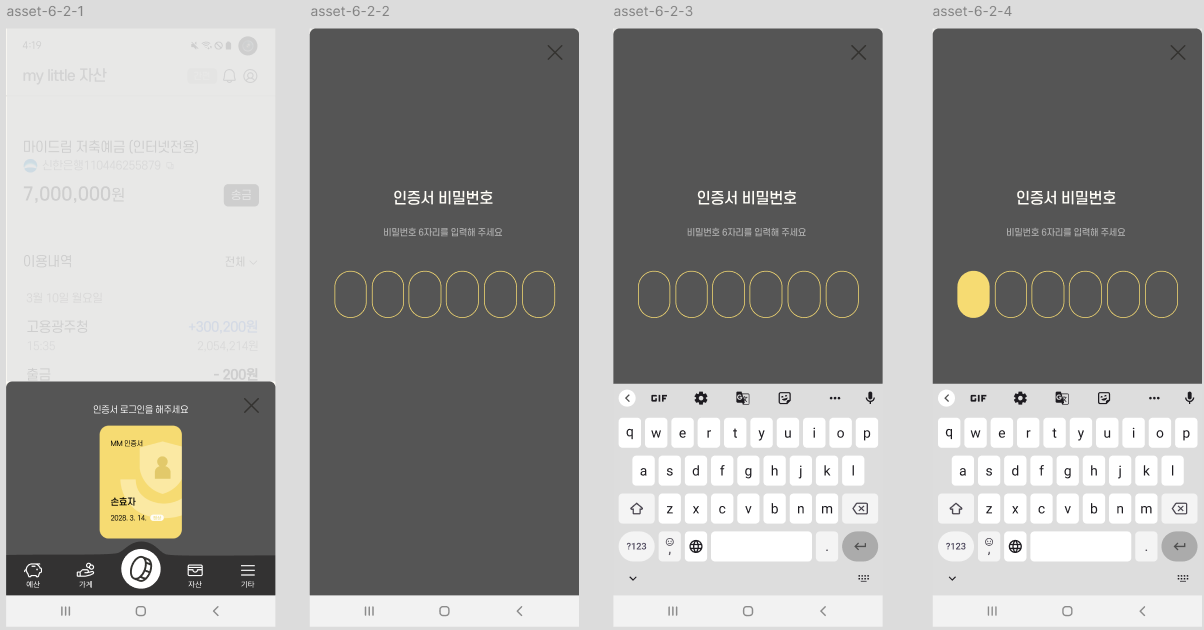 asset-6-2-1
4:19
my little 자산
마이드림 저축예금 (인터넷전용)
신한은행110446255879
7,000,000원
송금
이용내역
전체
3월 10일 월요일
고용광주청
+300,200원
15:35
2,054,214원
출금
- 200원
인증서 로그인을 해주세요
MM 인증서
손효자
2028. 3. 14.
예산
가계
자산
기타
asset-6-2-2
인증서 비밀번호
비밀번호 6자리를 입력해 주세요
asset-6-2-3
인증서 비밀번호
비밀번호 6자리를 입력해 주세요
GIF
q w e r t y u i o p
a s d f g h j k l
z x c v b n m
?123 , .
asset-6-2-4
인증서 비밀번호
비밀번호 6자리를 입력해 주세요
GIF
q w e r t y u i o p
a s d f g h j k l
z x c v b n m
?123 , .